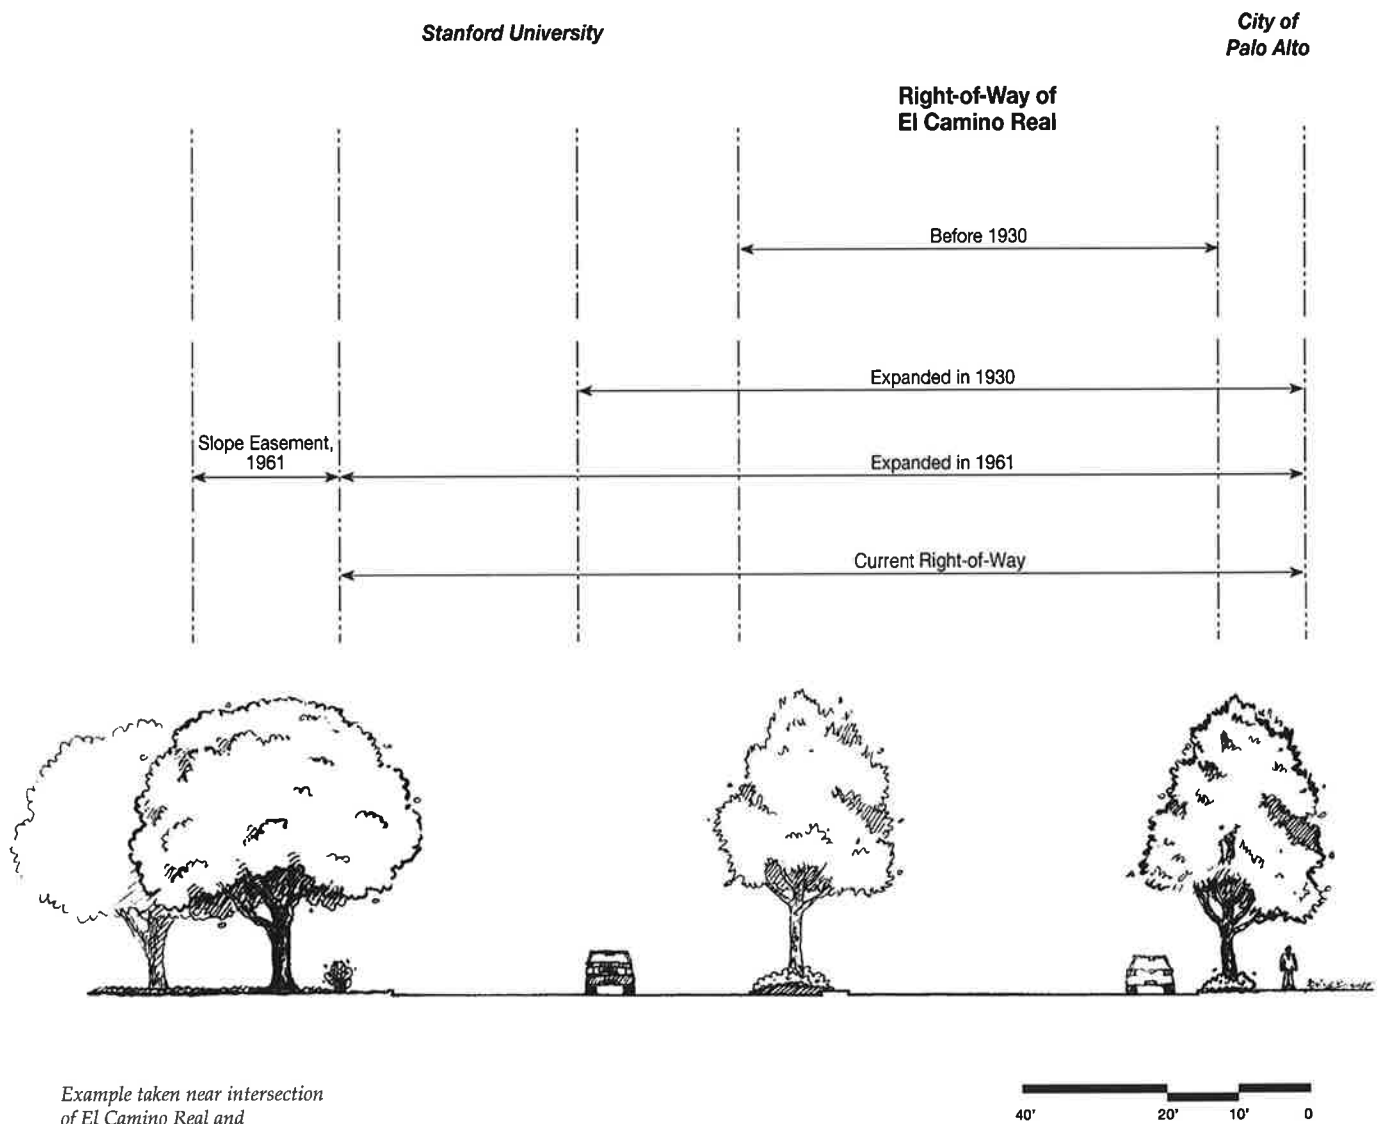 Stanford University
City of
Palo Alto
Right-of-Way of
El Camino Real
Before 1930
Expanded in 1930
Slope Easement,
1961
Expanded in 1961
Current Right-of-Way
Example taken near intersection
of El Camino Real and
40' 20' 10' 0